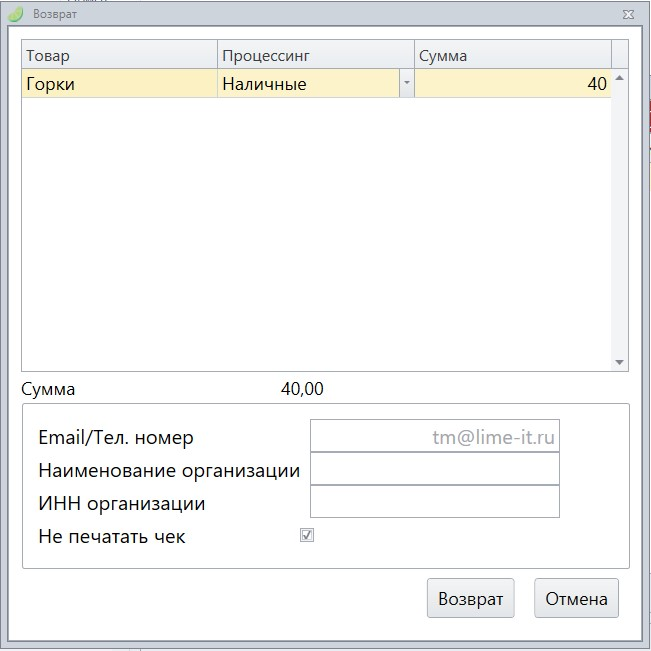 Возврат
Товар Процессинг Сумма
Горки Наличные 40
Сумма 40,00
Email/Тел. номер tm@lime-it.ru
Наименование организации
ИНН организации
Не печатать чек
Возврат Отмена